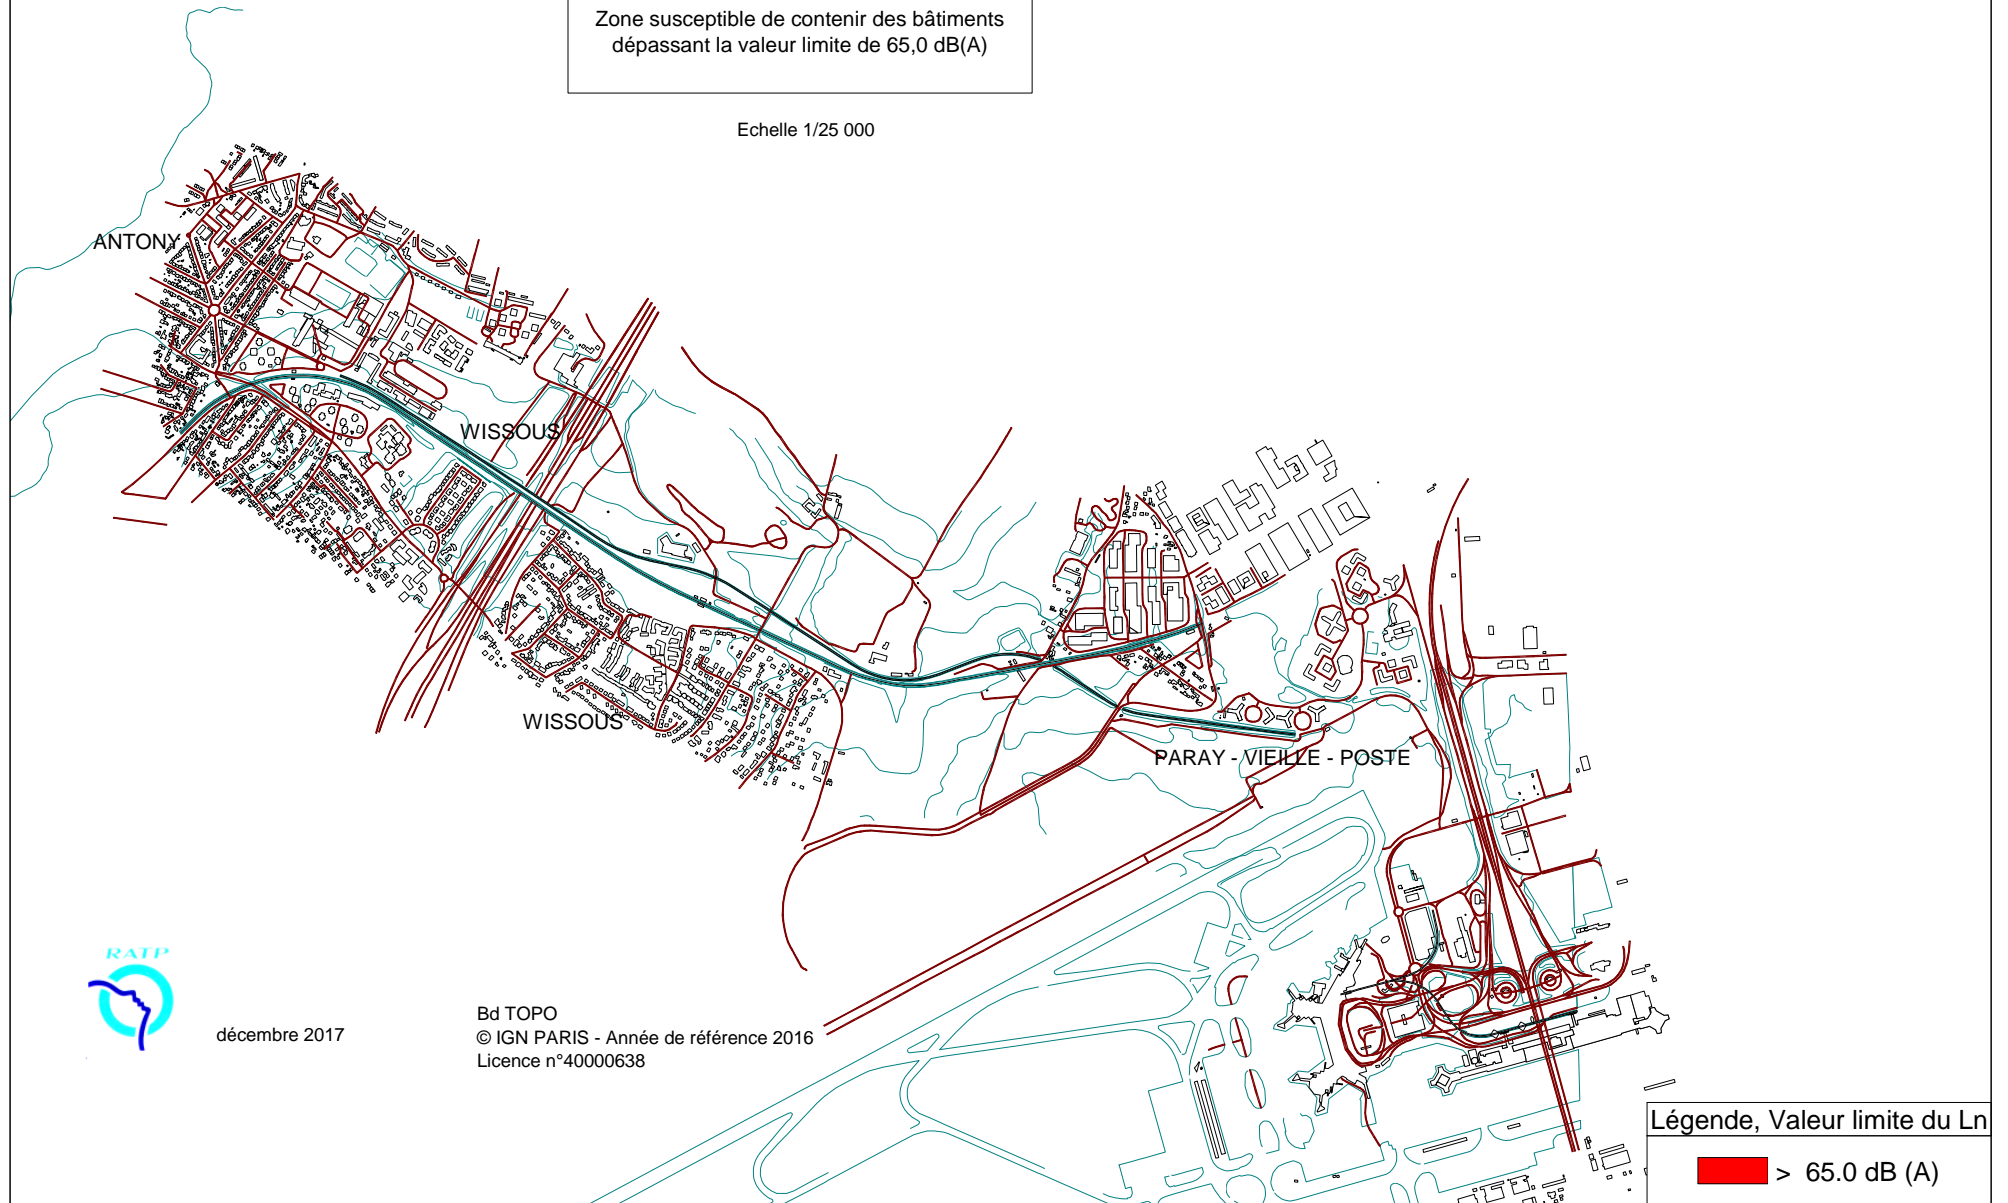 Zone susceptible de contenir des bâtiments
dépassant la valeur limite de 65,0 dB(A)
Echelle 1/25 000
ANTONY
WISSOUS
WISSOUS
PARAY - VIEILLE - POSTE
RATP
décembre 2017
Bd TOPO
© IGN PARIS - Année de référence 2016
Licence n°40000638
Légende, Valeur limite du Ln
> 65.0 dB (A)